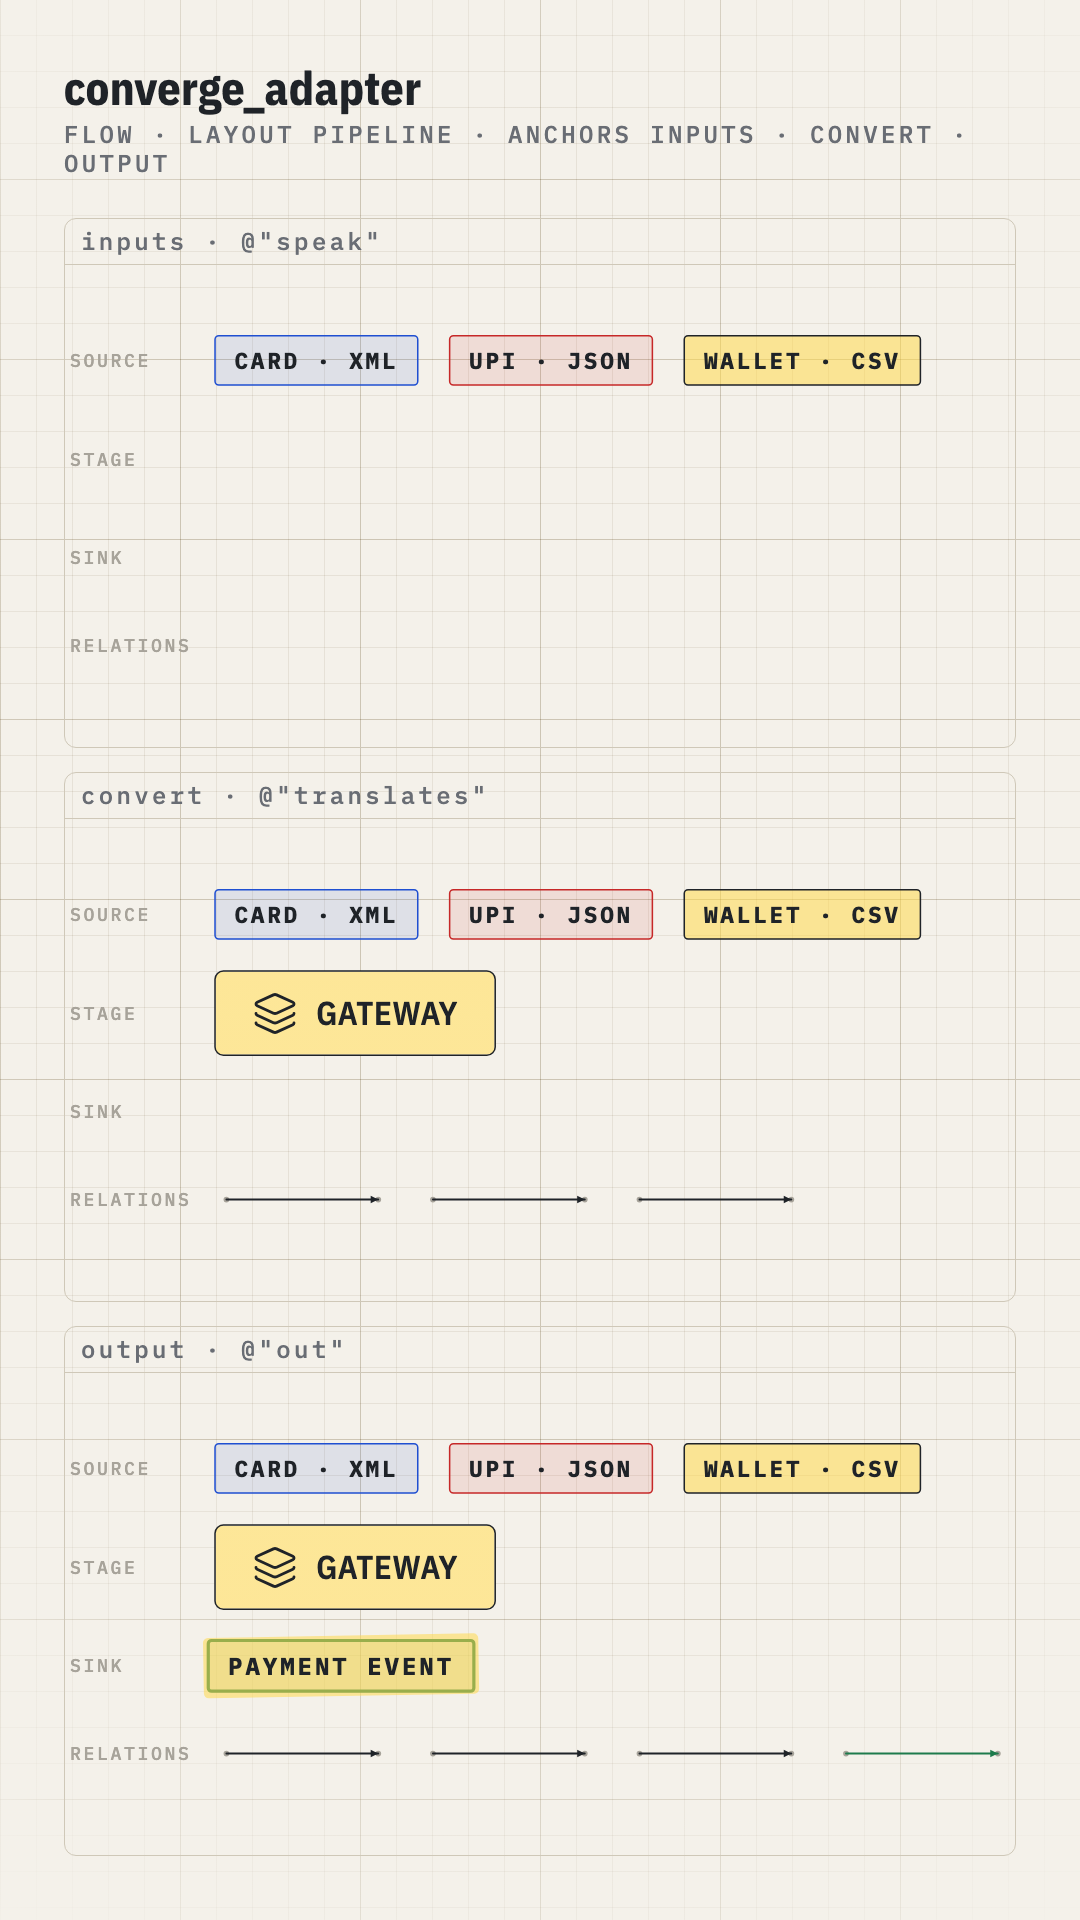 converge_adapter
FLOW · LAYOUT PIPELINE · ANCHORS INPUTS · CONVERT ·
OUTPUT
inputs · @"speak"
SOURCE
CARD · XML
UPI · JSON
WALLET · CSV
STAGE
SINK
RELATIONS
convert · @"translates"
SOURCE
CARD · XML
UPI · JSON
WALLET · CSV
STAGE
GATEWAY
SINK
RELATIONS
output · @"out"
SOURCE
CARD · XML
UPI · JSON
WALLET · CSV
STAGE
GATEWAY
SINK
PAYMENT EVENT
RELATIONS